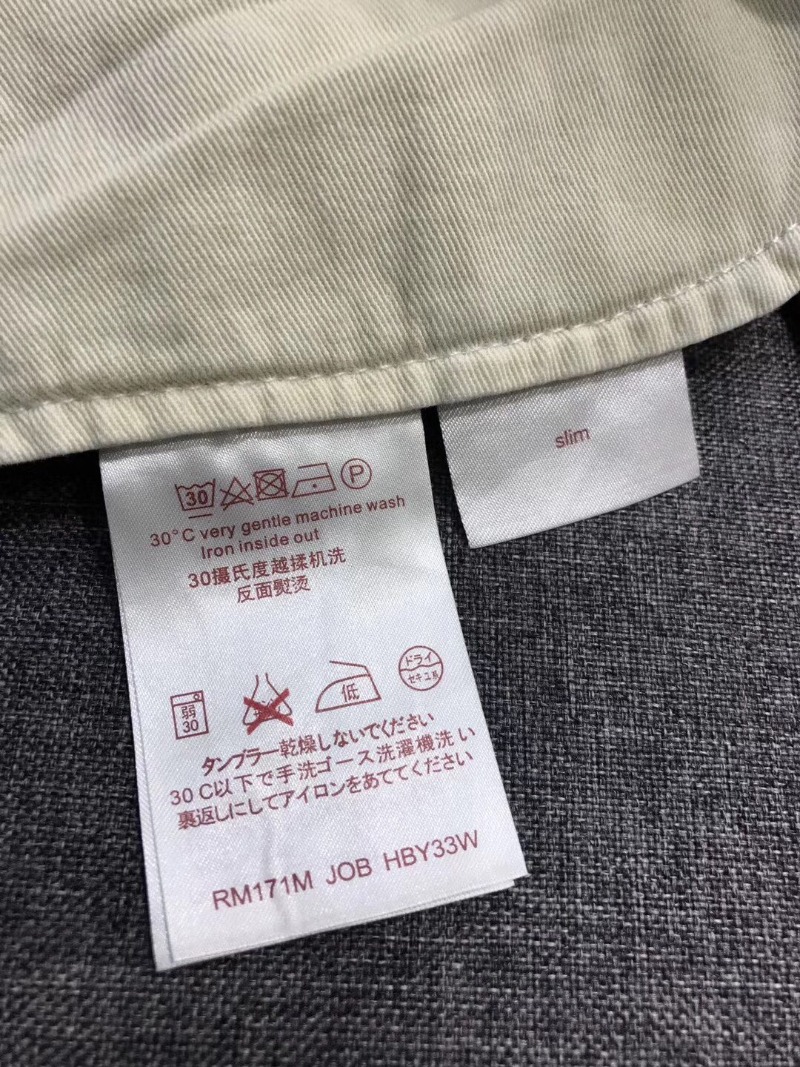 slim
30
P
30°C very gentle machine wash
Iron inside out
30摄氏度越揉机洗
反面熨烫
弱
30
低
ドライ
セキユ系
タンブラー乾燥しないでください
30 C以下で手洗ゴース洗濯機洗い
裏返しにしてアイロンをあててください
RM171M JOB HBY33W